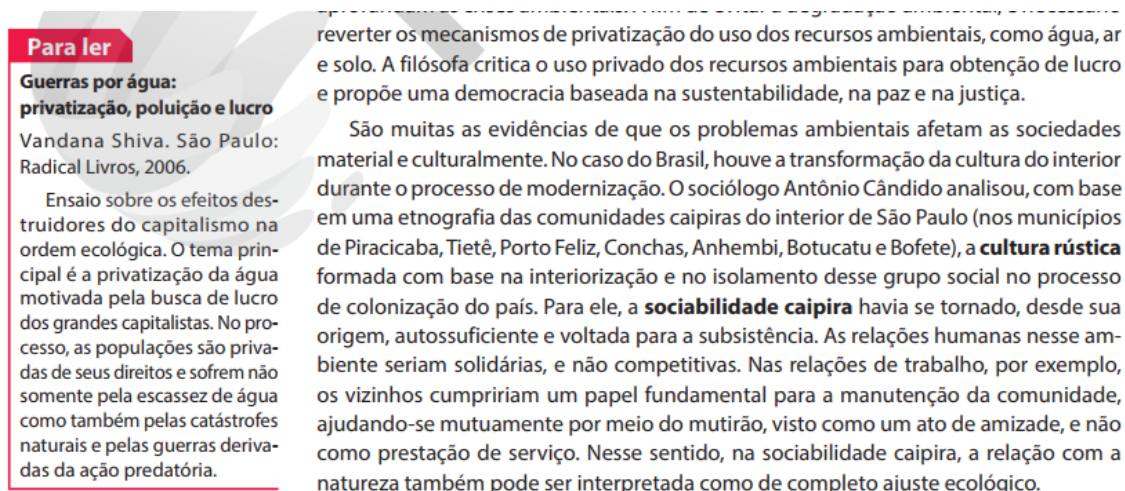 Para ler
Guerras por água:
privatização, poluição e lucro
Vandana Shiva. São Paulo:
Radical Livros, 2006.
Ensaio sobre os efeitos des-
truidores do capitalismo na
ordem ecológica. O tema prin-
cipal é a privatização da água
motivada pela busca de lucro
dos grandes capitalistas. No pro-
cesso, as populações são priva-
das de seus direitos e sofrem não
somente pela escassez de água
como também pelas catástrofes
naturais e pelas guerras deriva-
das da ação predatória.
reverter os mecanismos de privatização do uso dos recursos ambientais, como água, ar
e solo. A filósofa critica o uso privado dos recursos ambientais para obtenção de lucro
e propõe uma democracia baseada na sustentabilidade, na paz e na justiça.
São muitas as evidências de que os problemas ambientais afetam as sociedades
material e culturalmente. No caso do Brasil, houve a transformação da cultura do interior
durante o processo de modernização. O sociólogo Antônio Cândido analisou, com base
em uma etnografia das comunidades caipiras do interior de São Paulo (nos municípios
de Piracicaba, Tietê, Porto Feliz, Conchas, Anhembi, Botucatu e Bofete), a cultura rústica
formada com base na interiorização e no isolamento desse grupo social no processo
de colonização do país. Para ele, a sociabilidade caipira havia se tornado, desde sua
origem, autossuficiente e voltada para a subsistência. As relações humanas nesse am-
biente seriam solidárias, e não competitivas. Nas relações de trabalho, por exemplo,
os vizinhos cumpririam um papel fundamental para a manutenção da comunidade,
ajudando-se mutuamente por meio do mutirão, visto como um ato de amizade, e não
como prestação de serviço. Nesse sentido, na sociabilidade caipira, a relação com a
natureza também pode ser interpretada como de completo ajuste ecológico.